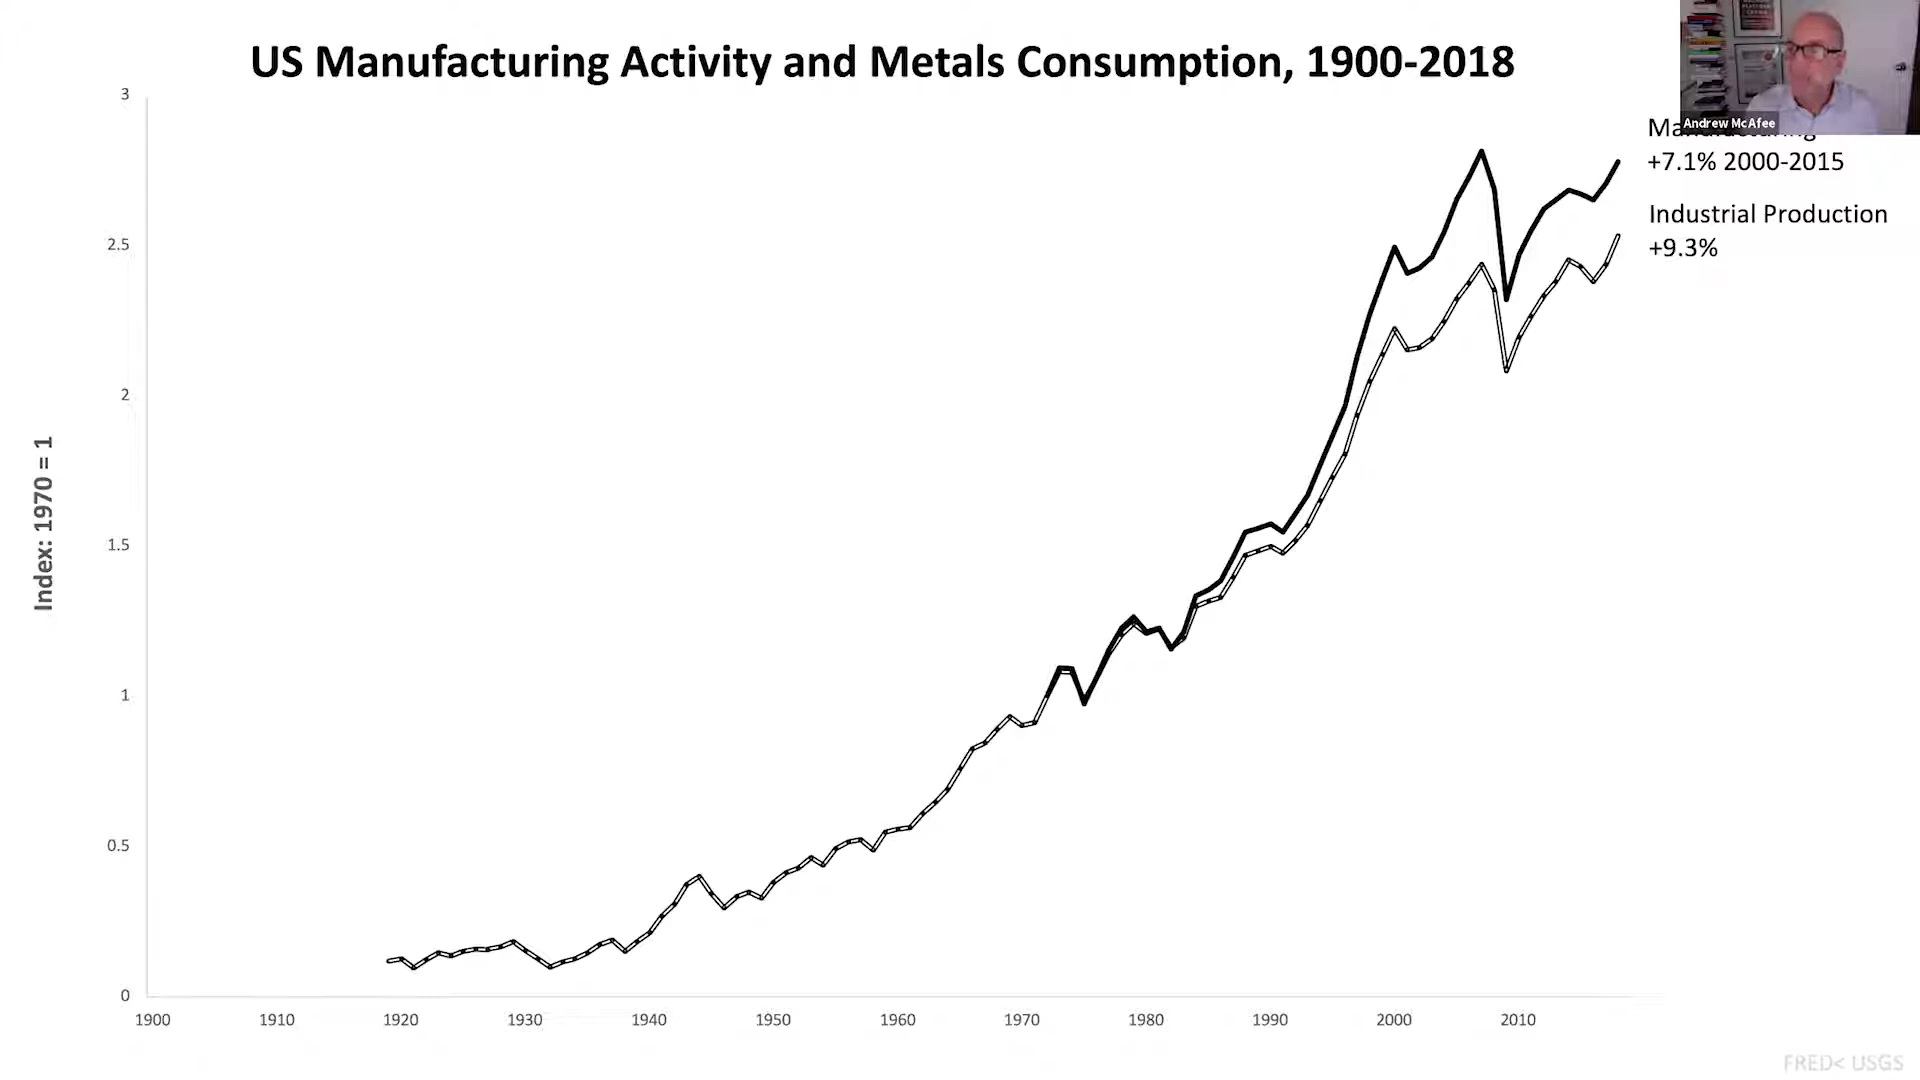 US Manufacturing Activity and Metals Consumption, 1900-2018
Andrew McAfee
+7.1% 2000-2015
Industrial Production
+9.3%
3
2.5
2
1.5
1
0.5
0
Index: 1970 = 1
1900 1910 1920 1930 1940 1950 1960 1970 1980 1990 2000 2010
FRED< USGS